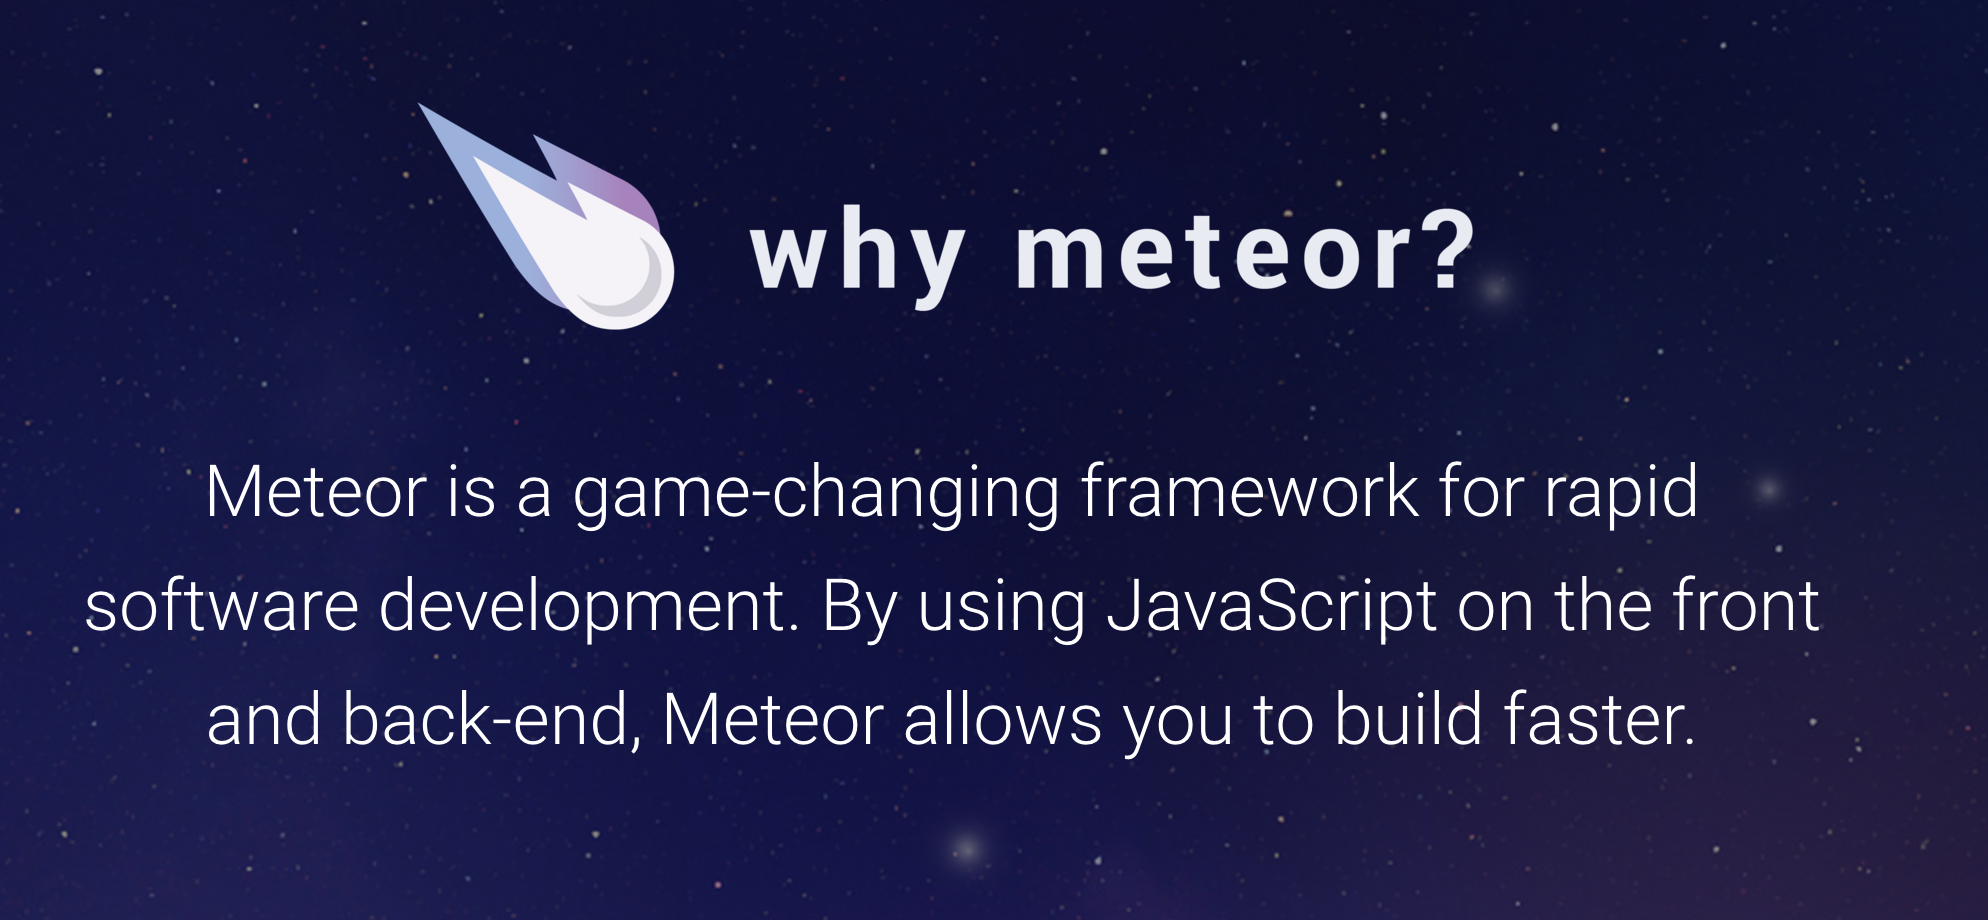 why meteor?
Meteor is a game-changing framework for rapid
software development. By using JavaScript on the front
and back-end, Meteor allows you to build faster.